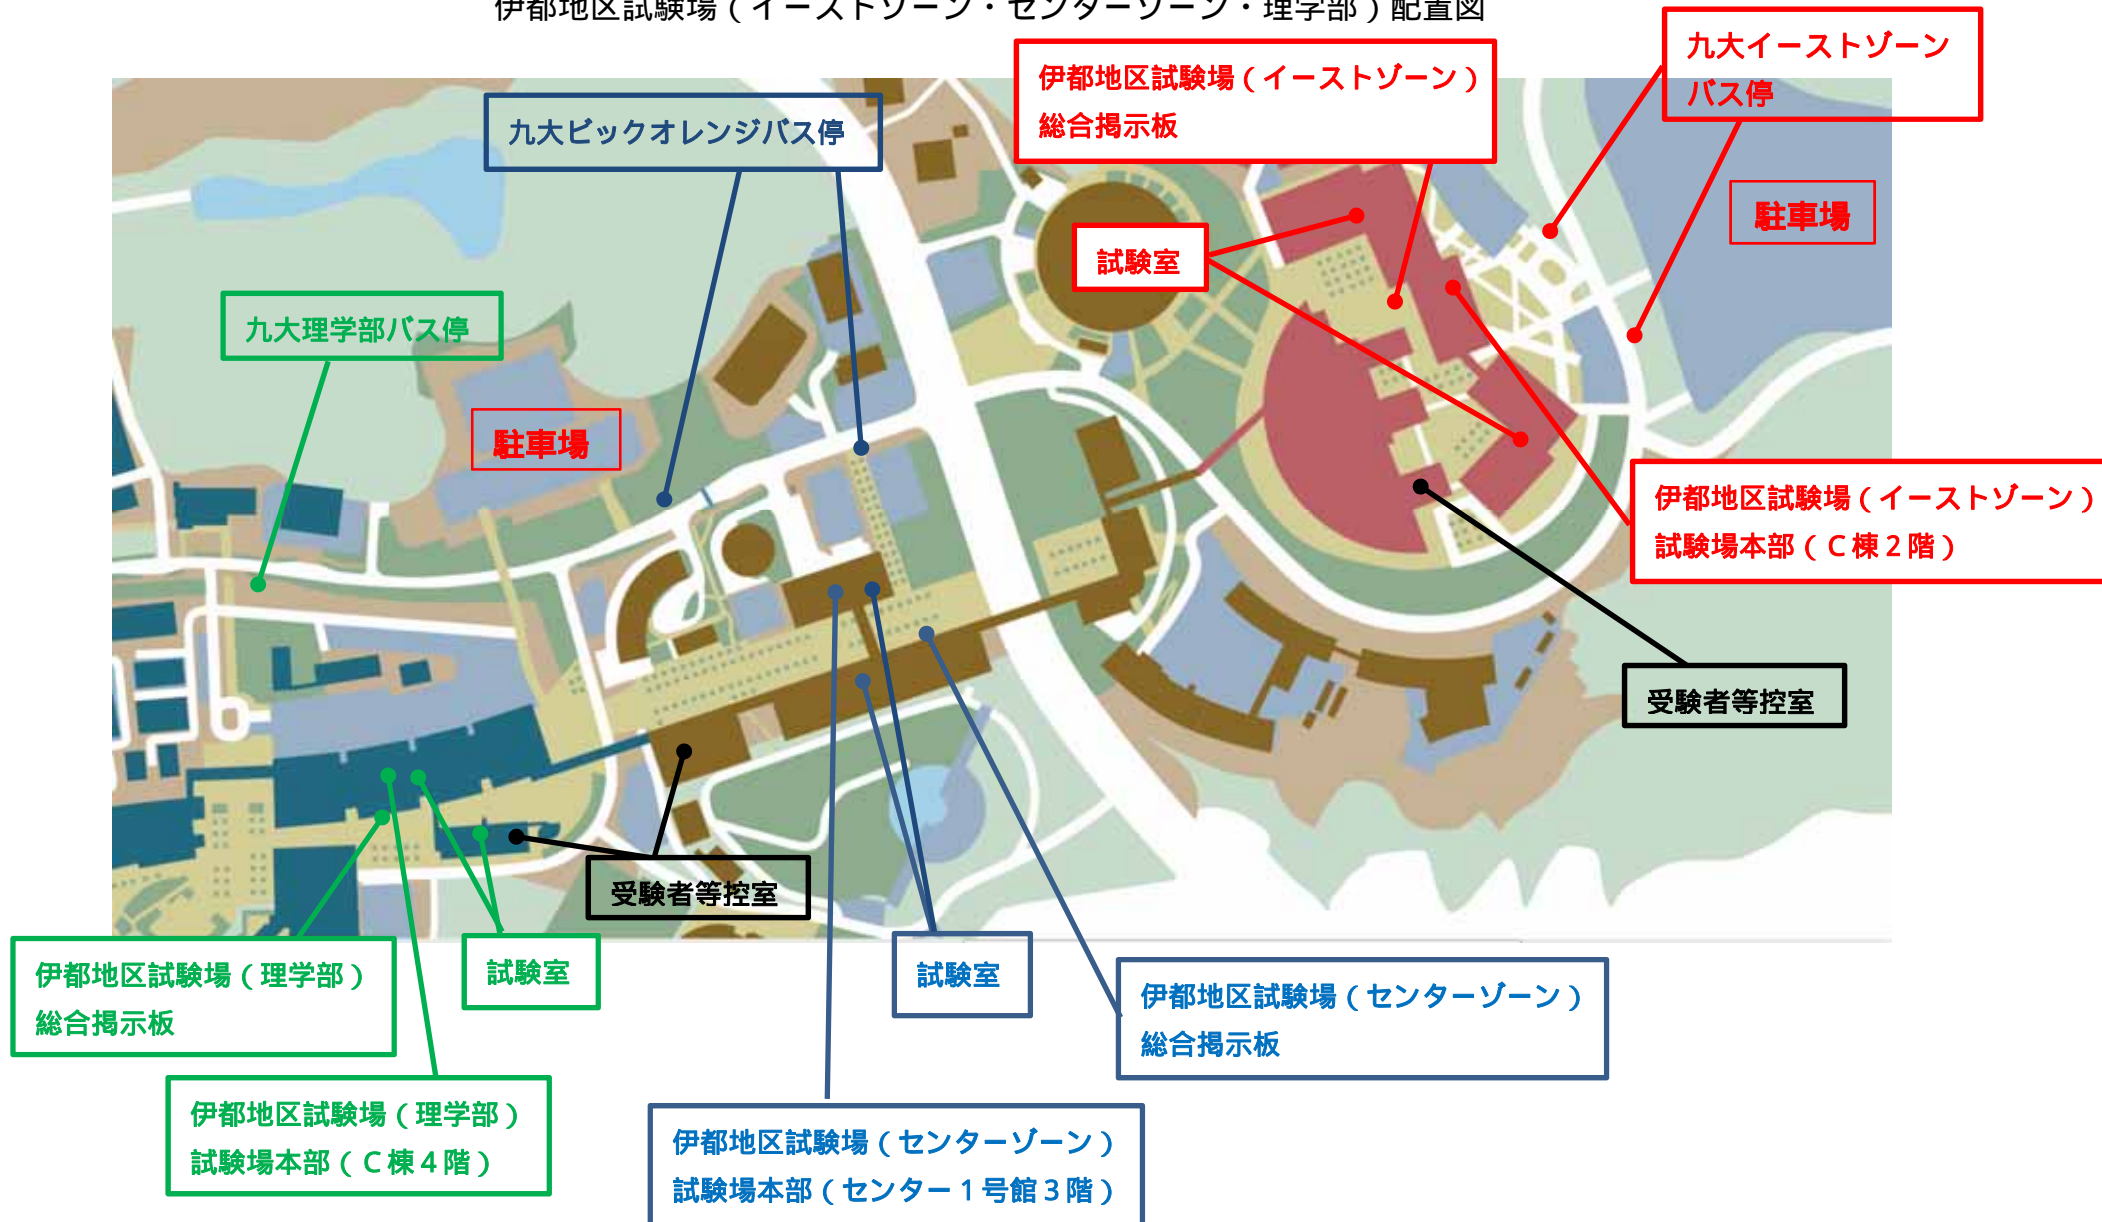 伊都地区試験場（イーストゾーン・センターゾーン・理学部）配置図
九大イーストゾーン
バス停
伊都地区試験場（イーストゾーン）
総合掲示板
九大ビックオレンジバス停
駐車場
試験室
九大理学部バス停
駐車場
伊都地区試験場（イーストゾーン）
試験場本部（Ｃ棟２階）
受験者等控室
受験者等控室
伊都地区試験場（理学部）
総合掲示板
試験室
試験室
伊都地区試験場（センターゾーン）
総合掲示板
伊都地区試験場（理学部）
試験場本部（Ｃ棟４階）
伊都地区試験場（センターゾーン）
試験場本部（センター１号館３階）